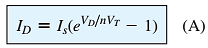 I_D = I_s(e^{V_D/nV_T} − 1) (A)